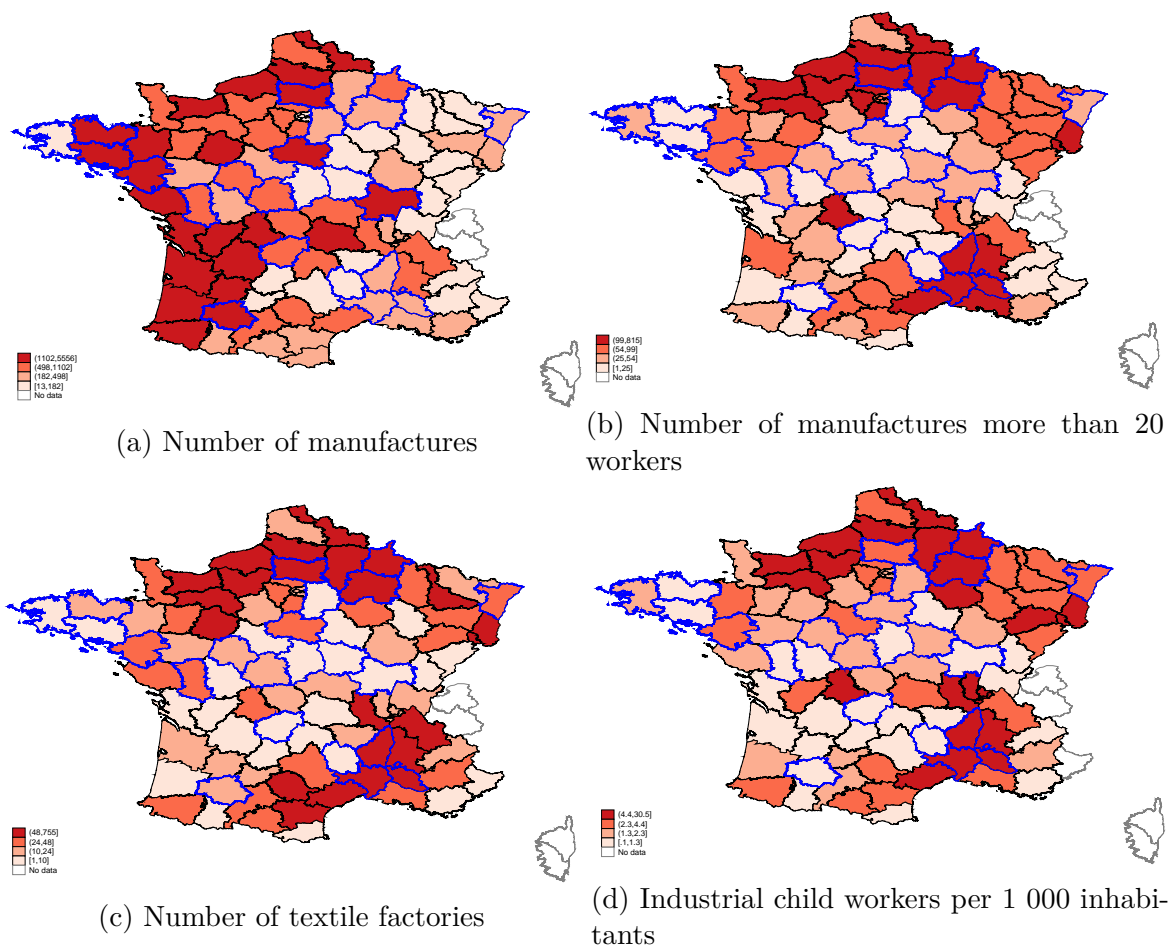 (1102,5556]
(498,1102]
(182,498]
[13,182]
No data
(a) Number of manufactures
(99,815]
(54,99]
(25,54]
[1,25]
No data
(b) Number of manufactures more than 20
workers
(48,755]
(24,48]
(10,24]
[1,10]
No data
(c) Number of textile factories
(4.4,30.5]
(2.3,4.4]
(1.3,2.3]
[.1,1.3]
No data
(d) Industrial child workers per 1 000 inhabi-
tants